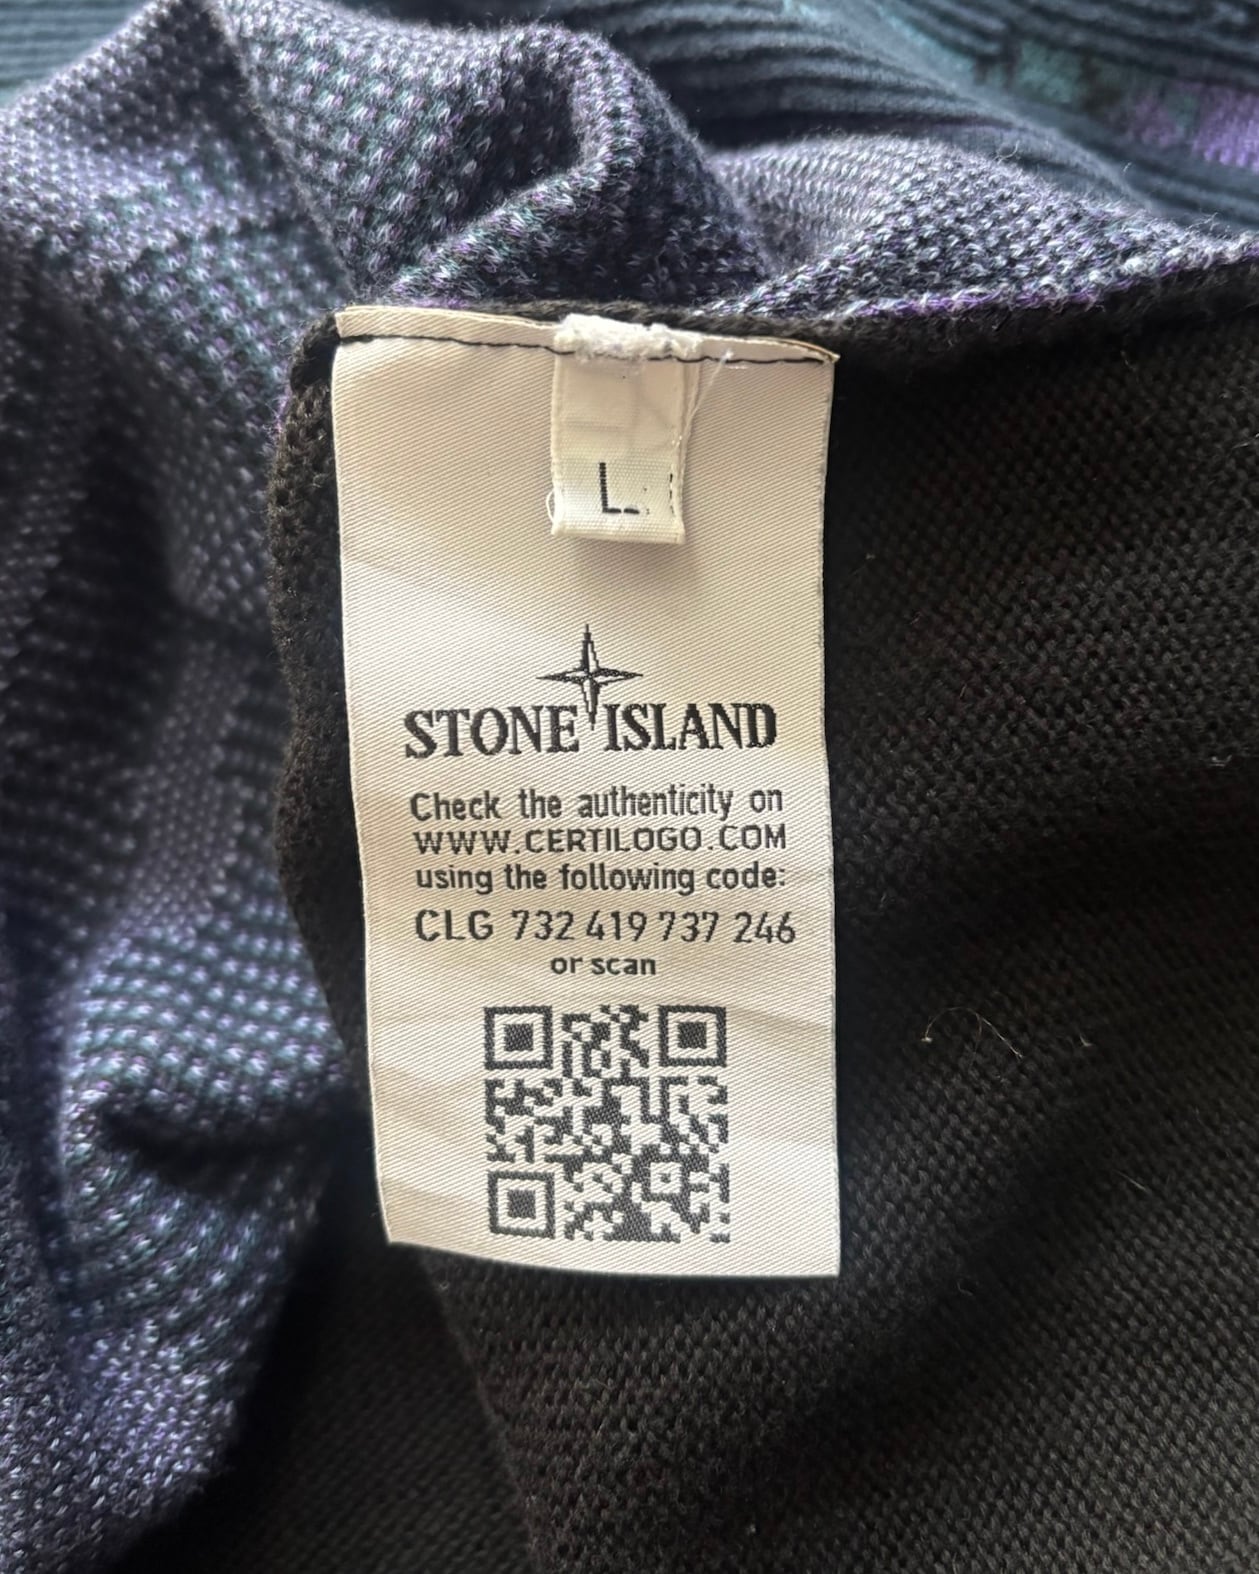 L
STONE ISLAND
Check the authenticity on
WWW.CERTILOGO.COM
using the following code:
CLG 732 419 737 246
or scan